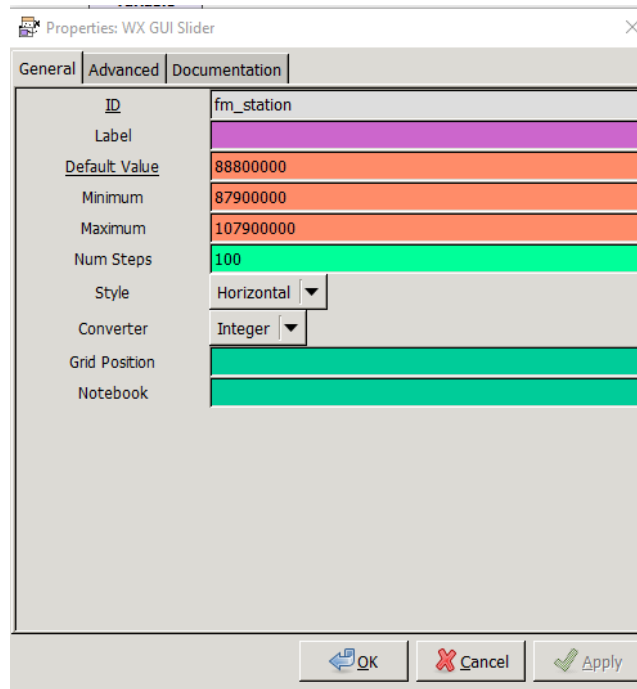 Properties: WX GUI Slider
General Advanced Documentation
ID fm_station
Label
Default Value 88800000
Minimum 87900000
Maximum 107900000
Num Steps 100
Style Horizontal
Converter Integer
Grid Position
Notebook
OK Cancel Apply